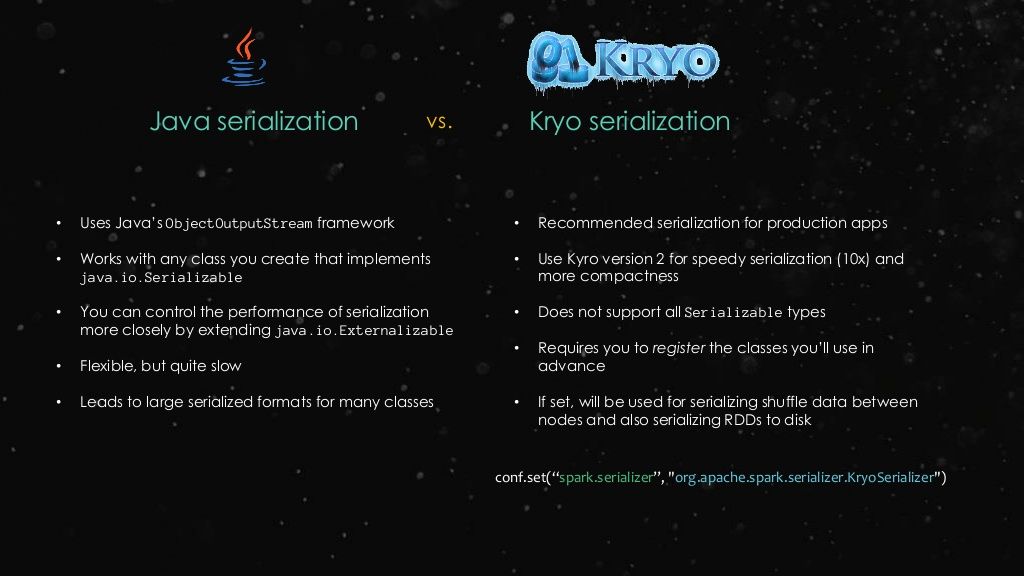 01 KRYO
Java serialization
vs.
Kryo serialization
• Uses Java's ObjectOutputStream framework
• Works with any class you create that implements
java.io.Serializable
• You can control the performance of serialization
more closely by extending java.io.Externalizable
• Flexible, but quite slow
• Leads to large serialized formats for many classes
• Recommended serialization for production apps
• Use Kyro version 2 for speedy serialization (10x) and
more compactness
• Does not support all Serializable types
• Requires you to register the classes you'll use in
advance
• If set, will be used for serializing shuffle data between
nodes and also serializing RDDs to disk
conf.set(“spark.serializer”, "org.apache.spark.serializer.KryoSerializer")